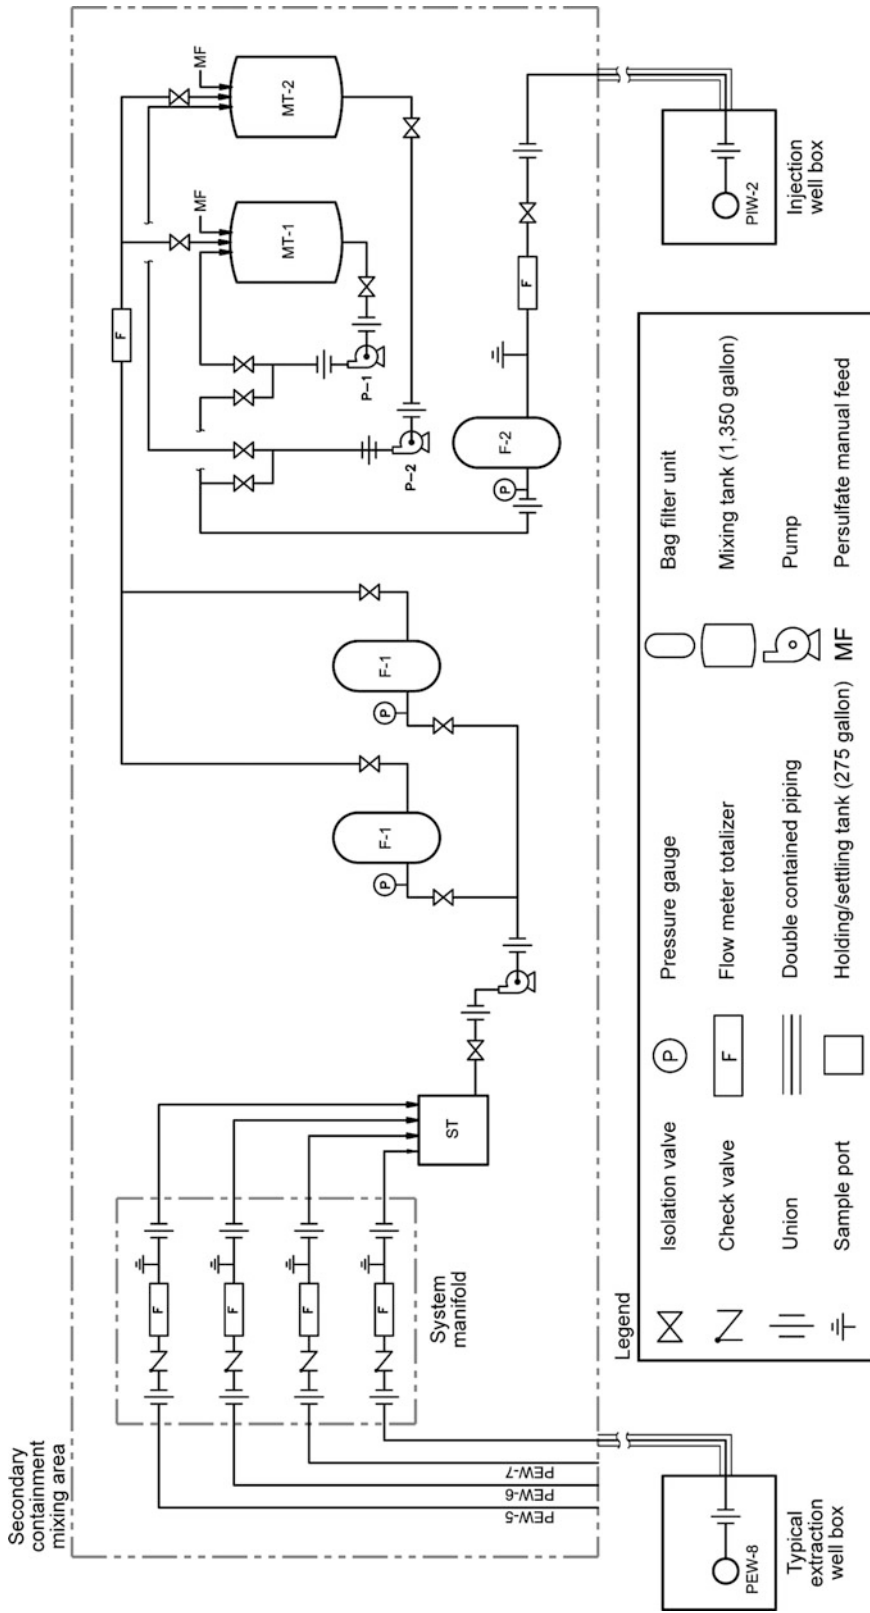 Secondary
containment
mixing area
PEW-5
PEW-6
PEW-7
F
F
F
F
System
manifold
ST
P
F-1
P
F-1
F
MF
MT-1
MF
MT-2
P–1
P–2
P
F-2
F
PEW-8
Typical
extraction
well box
PIW-2
Injection
well box
Legend
Isolation valve
Check valve
Union
Sample port
P
Pressure gauge
F
Flow meter totalizer
Double contained piping
Holding/settling tank (275 gallon)
Bag filter unit
Mixing tank (1,350 gallon)
Pump
MF
Persulfate manual feed